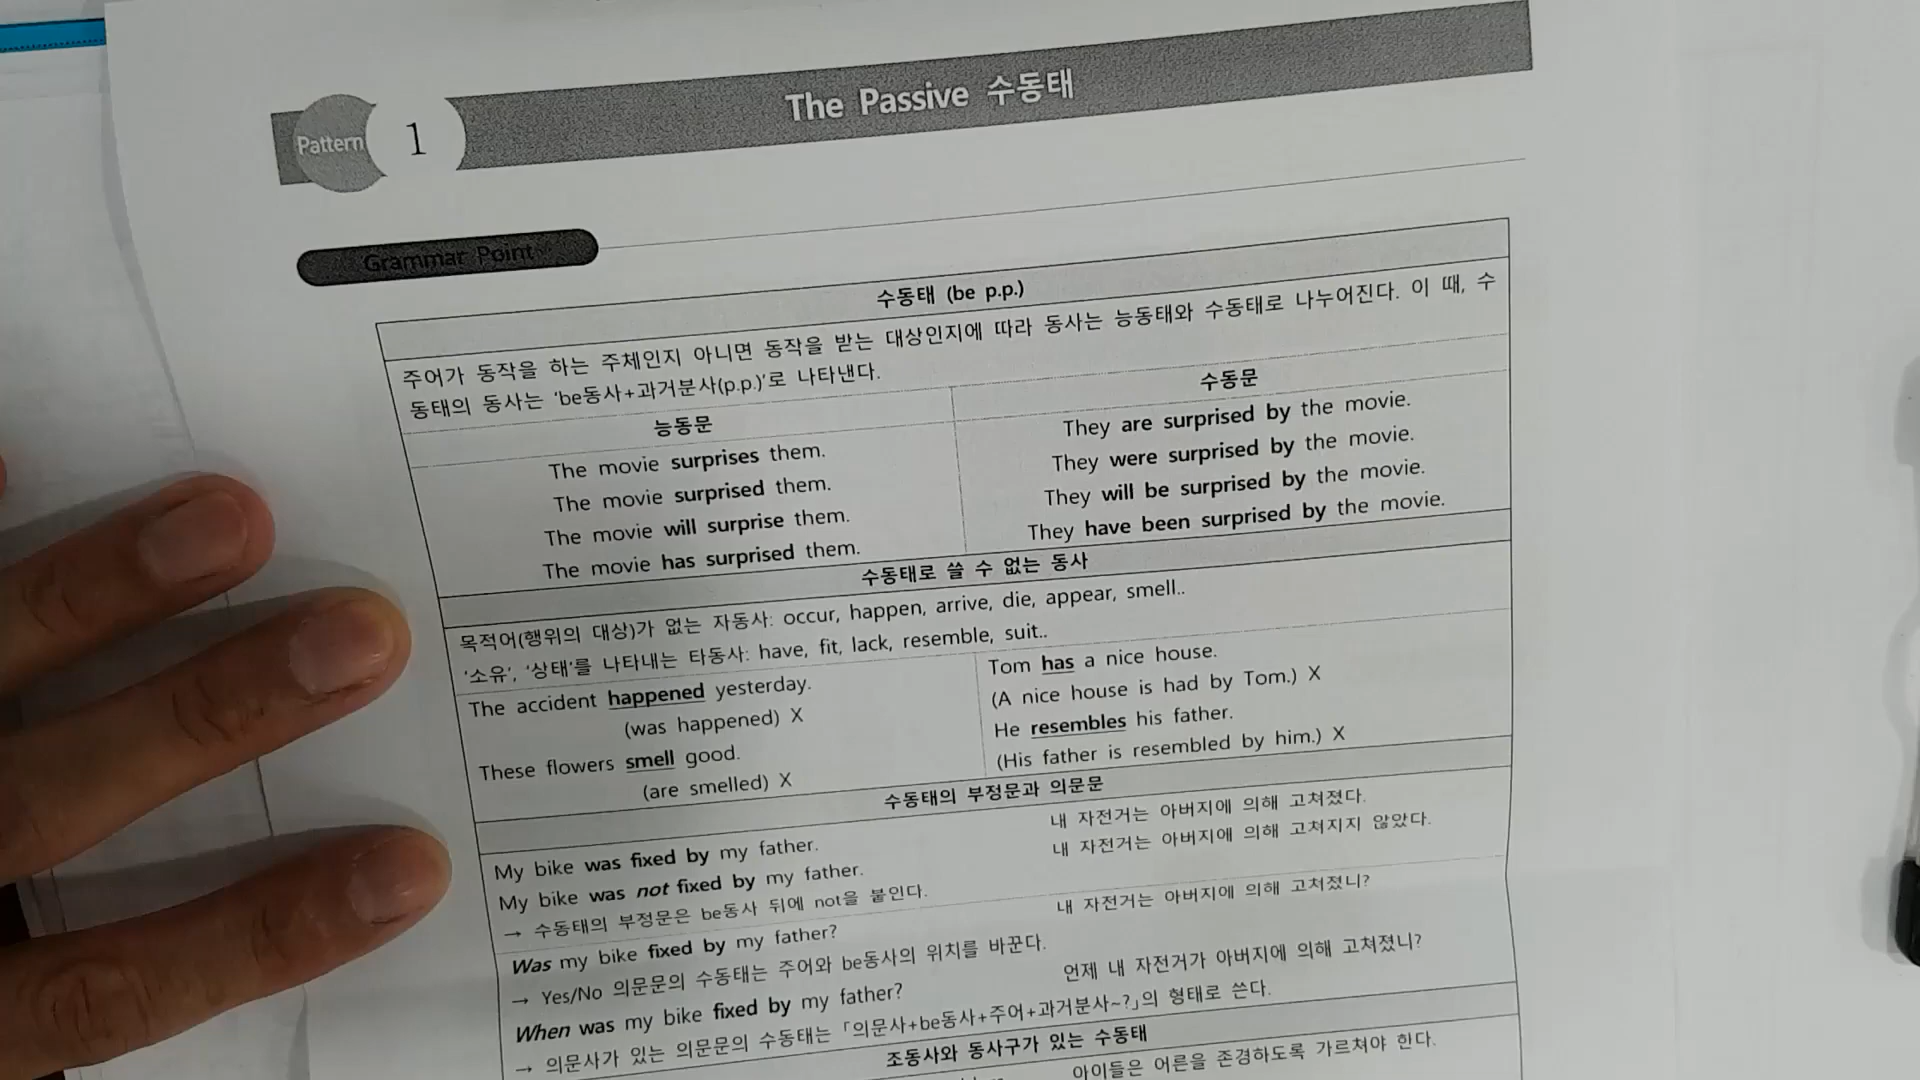 Pattern 1
The Passive 수동태
Grammar Point
수동태 (be p.p.)
주어가 동작을 하는 주체인지 아니면 동작을 받는 대상인지에 따라 동사는 능동태와 수동태로 나누어진다. 이 때, 수
동태의 동사는 'be동사+과거분사(p.p.)'로 나타낸다.
능동문
The movie surprises them.
The movie surprised them.
The movie will surprise them.
The movie has surprised them.
수동문
They are surprised by the movie.
They were surprised by the movie.
They will be surprised by the movie.
They have been surprised by the movie.
수동태로 쓸 수 없는 동사
목적어(행위의 대상)가 없는 자동사: occur, happen, arrive, die, appear, smell..
'소유', '상태'를 나타내는 타동사: have, fit, lack, resemble, suit..
The accident happened yesterday.
(was happened) X
These flowers smell good.
(are smelled) X
Tom has a nice house.
(A nice house is had by Tom.) X
He resembles his father.
(His father is resembled by him.) X
수동태의 부정문과 의문문
My bike was fixed by my father. 내 자전거는 아버지에 의해 고쳐졌다.
My bike was not fixed by my father. 내 자전거는 아버지에 의해 고쳐지지 않았다.
→ 수동태의 부정문은 be동사 뒤에 not을 붙인다.
Was my bike fixed by my father? 내 자전거는 아버지에 의해 고쳐졌니?
→ Yes/No 의문문의 수동태는 주어와 be동사의 위치를 바꾼다.
When was my bike fixed by my father? 언제 내 자전거가 아버지에 의해 고쳐졌니?
→ 의문사가 있는 의문문의 수동태는 「의문사+be동사+주어+과거분사~?」의 형태로 쓴다.
조동사와 동사구가 있는 수동태
아이들은 어른을 존경하도록 가르쳐야 한다.